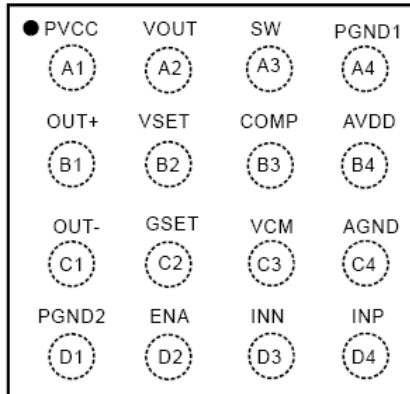 PVCC VOUT SW PGND1
A1 A2 A3 A4
OUT+ VSET COMP AVDD
B1 B2 B3 B4
OUT- GSET VCM AGND
C1 C2 C3 C4
PGND2 ENA INN INP
D1 D2 D3 D4